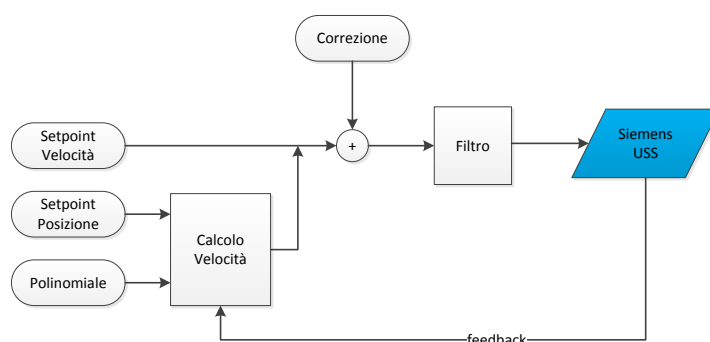 Correzione
Setpoint
Velocità
+
Filtro
Siemens
USS
Setpoint
Posizione
Calcolo
Velocità
Polinomiale
feedback